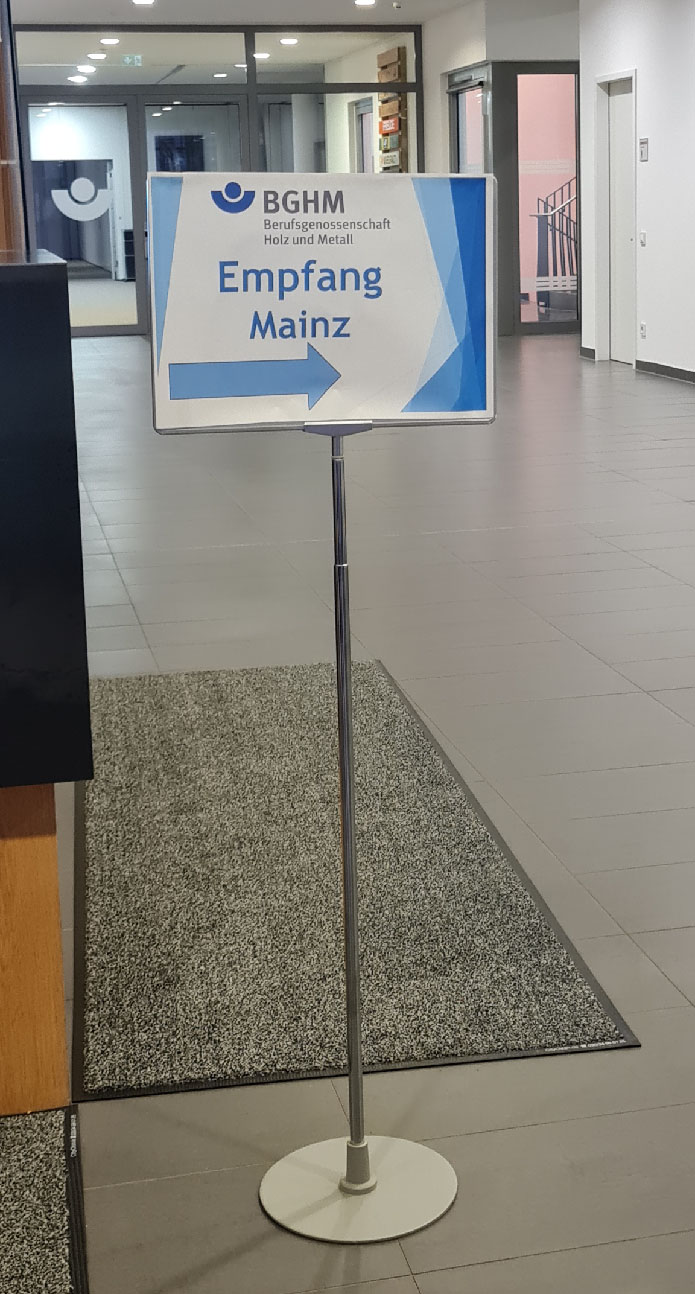 BGHM
Berufsgenossenschaft
Holz und Metall
Empfang
Mainz